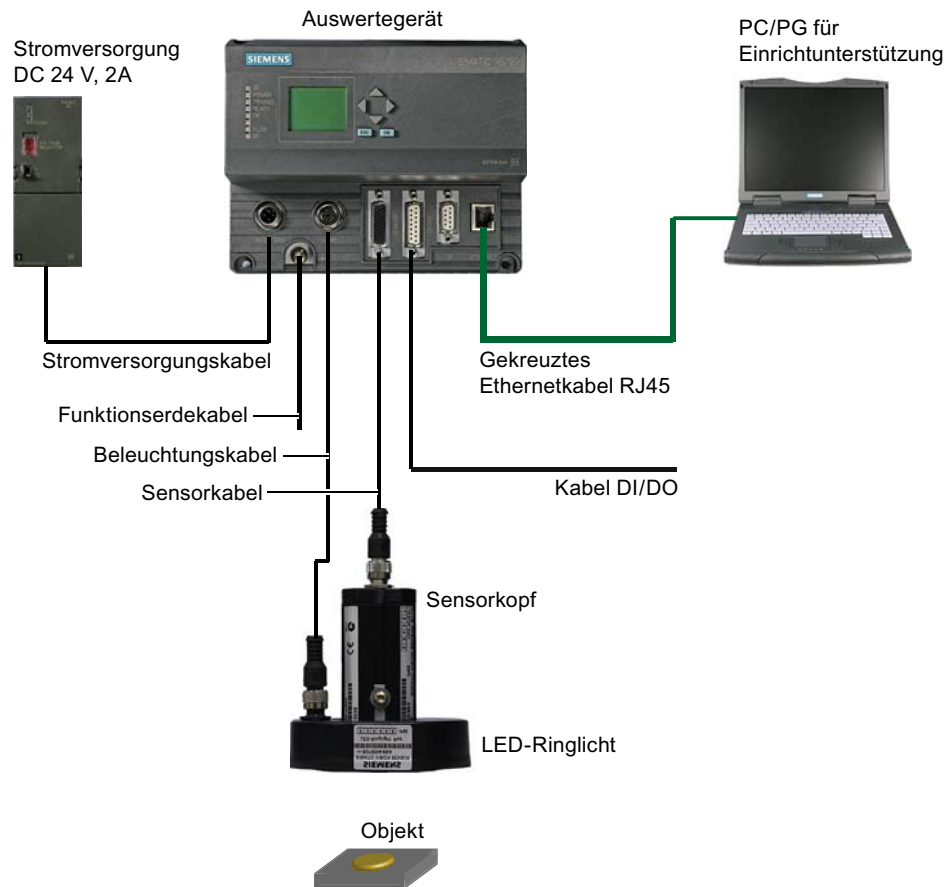 Auswertegerät
Stromversorgung
DC 24 V, 2A
PC/PG für
Einrichtunterstützung
SIEMENS
Stromversorgungskabel
Gekreuztes
Ethernetkabel RJ45
Funktionserdekabel
Beleuchtungskabel
Sensorkabel
Kabel DI/DO
Sensorkopf
LED-Ringlicht
SIEMENS
Objekt